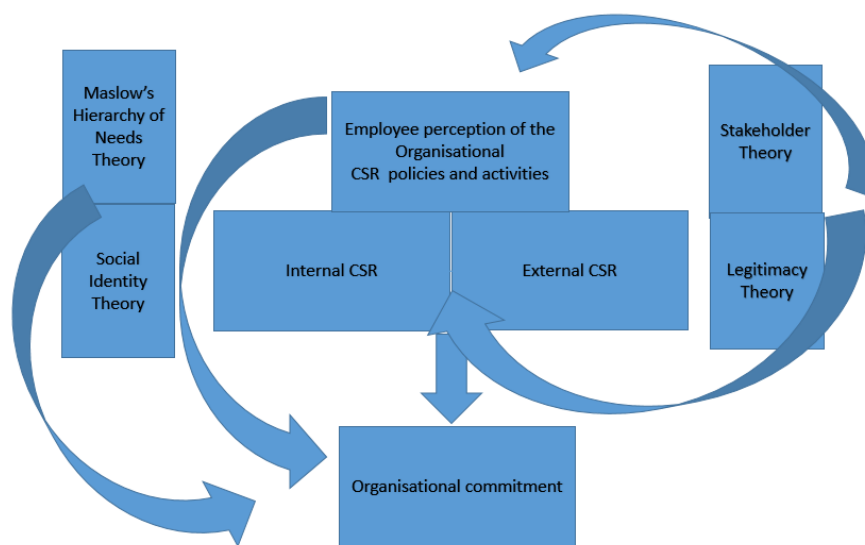 Maslow's
Hierarchy of
Needs
Theory
Social
Identity
Theory
Employee perception of the
Organisational
CSR policies and activities
Internal CSR
External CSR
Organisational commitment
Stakeholder
Theory
Legitimacy
Theory